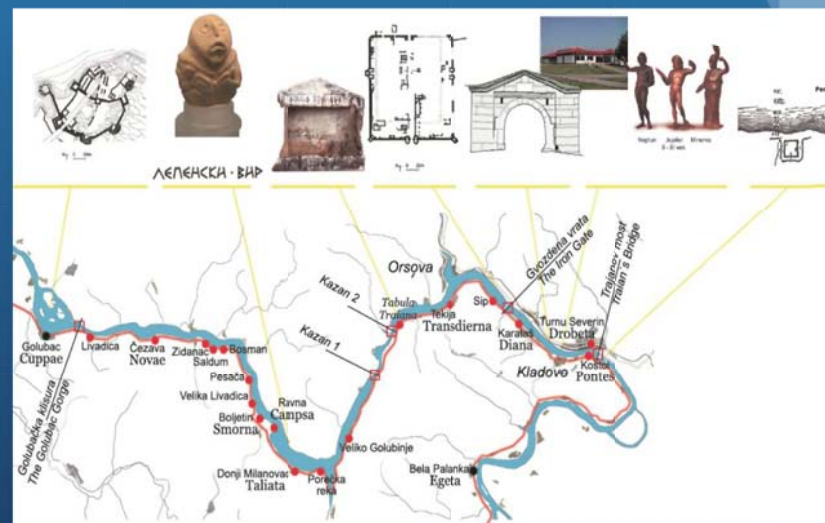 ЛЕПЕНСКИ · ВИР
Neptun Jupiter Minerva
Golubac
Cuppae
Golubačka klisura
The Golubac Gorge
Livadica
Čezava
Novae
Zidanac
Saldum
Bosman
Pesača
Velika Livadica
Boljetin
Smorna
Ravna
Campsa
Donji Milanovac
Taliata
Porečka
reka
Veliko Golubinje
Kazan 1
Kazan 2
Tabula
Traiana
Orsova
Tekija
Transdierna
Sip
Gvozdena vrata
The Iron Gate
Karataš
Diana
Kladovo
Turnu Severin
Drobeta
Kostol
Pontes
Trajanov most
Traian`s Bridge
Bela Palanka
Egeta